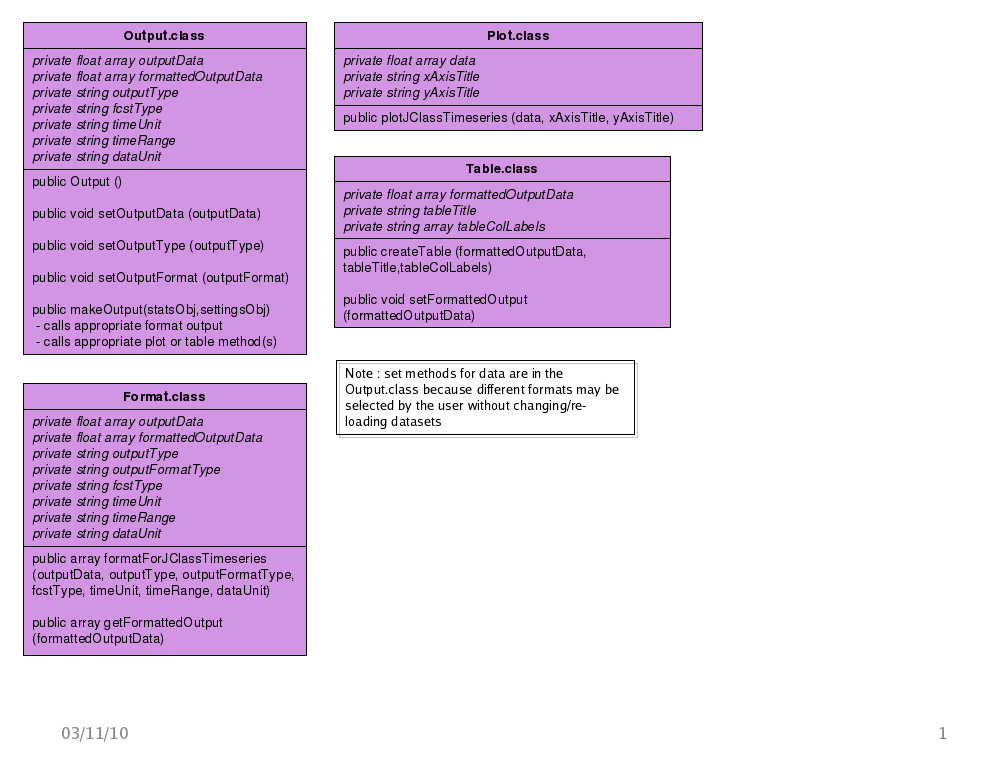 Output.class
private float array outputData
private float array formattedOutputData
private string outputType
private string fcstType
private string timeUnit
private string timeRange
private string dataUnit
public Output ()
public void setOutputData (outputData)
public void setOutputType (outputType)
public void setOutputFormat (outputFormat)
public makeOutput(statsObj,settingsObj)
- calls appropriate format output
- calls appropriate plot or table method(s)
Format.class
private float array outputData
private float array formattedOutputData
private string outputType
private string outputFormatType
private string fcstType
private string timeUnit
private string timeRange
private string dataUnit
public array formatForJClassTimeseries
(outputData, outputType, outputFormatType,
fcstType, timeUnit, timeRange, dataUnit)
public array getFormattedOutput
(formattedOutputData)
Plot.class
private float array data
private string xAxisTitle
private string yAxisTitle
public plotJClassTimeseries (data, xAxisTitle, yAxisTitle)
Table.class
private float array formattedOutputData
private string tableTitle
private string array tableColLabels
public createTable (formattedOutputData,
tableTitle,tableColLabels)
public void setFormattedOutput
(formattedOutputData)
Note : set methods for data are in the
Output.class because different formats may be
selected by the user without changing/re-
loading datasets
03/11/10
1